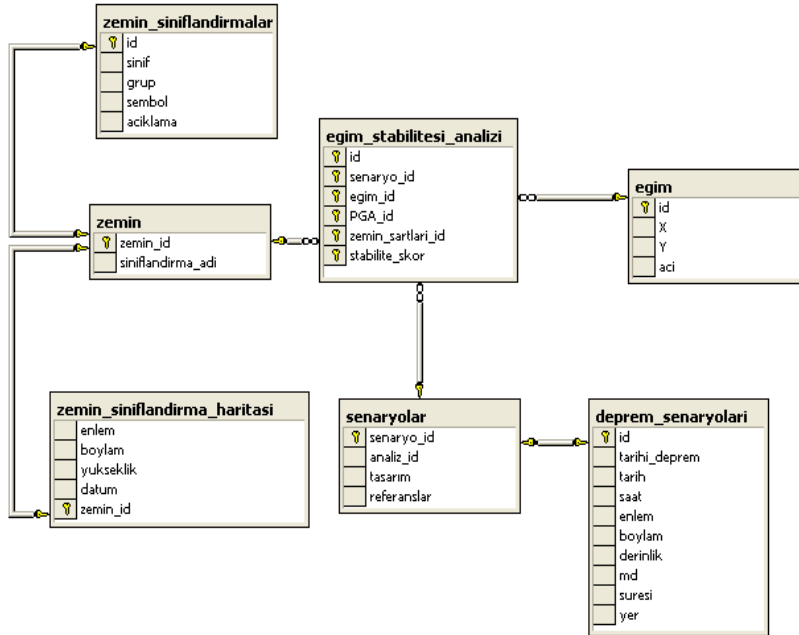 zemin_siniflandirmalar
id
sinif
grup
sembol
aciklama
egim_stabilitesi_analizi
id
senaryo_id
egim_id
PGA_id
zemin_sartlari_id
stabilite_skor
egim
id
X
Y
aci
zemin
zemin_id
siniflandirma_adi
zemin_siniflandirma_haritasi
enlem
boylam
yukseklik
datum
zemin_id
senaryolar
senaryo_id
analiz_id
tasarım
referanslar
deprem_senaryolari
id
tarihi_deprem
tarih
saat
enlem
boylam
derinlik
md
suresi
yer